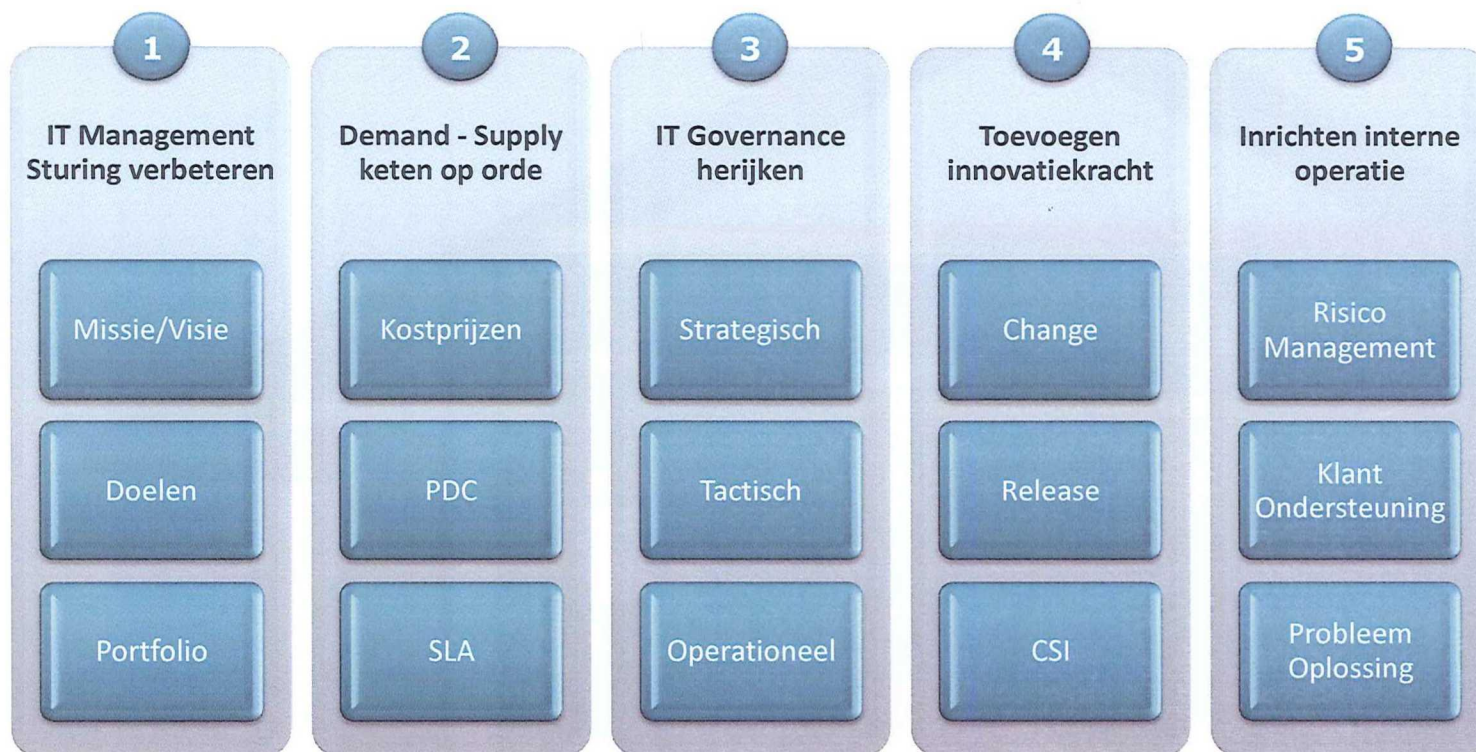 1
IT Management
Sturing verbeteren
Missie/Visie
Doelen
Portfolio
2
Demand - Supply
keten op orde
Kostprijzen
PDC
SLA
3
IT Governance
herijken
Strategisch
Tactisch
Operationeel
4
Toevoegen
innovatiekracht
Change
Release
CSI
5
Inrichten interne
operatie
Risico
Management
Klant
Ondersteuning
Probleem
Oplossing